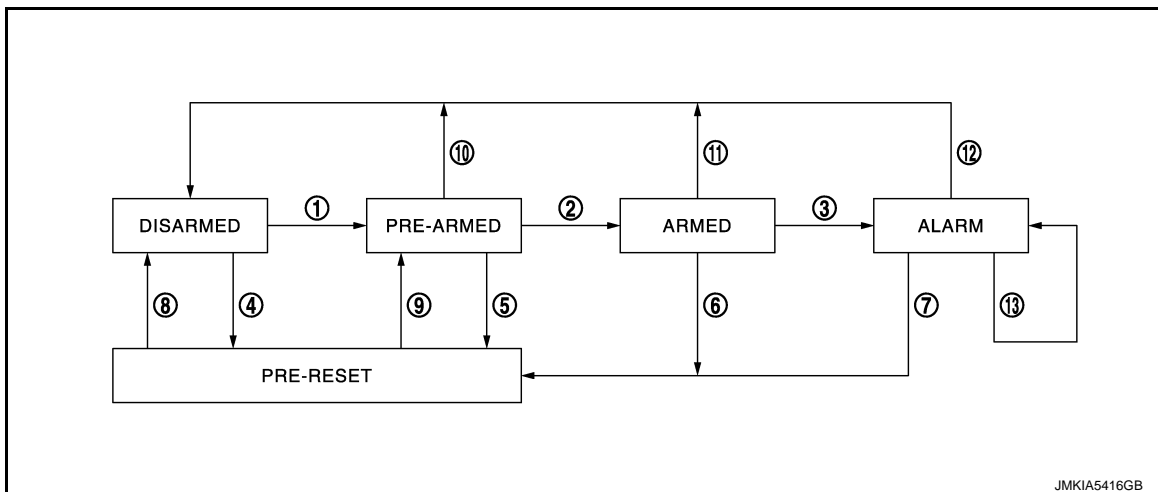 ⑩ ⑪ ⑫
DISARMED ① PRE-ARMED ② ARMED ③ ALARM
⑧ ④ ⑨ ⑤ ⑥ ⑦ ⑬
PRE-RESET
JMKIA5416GB